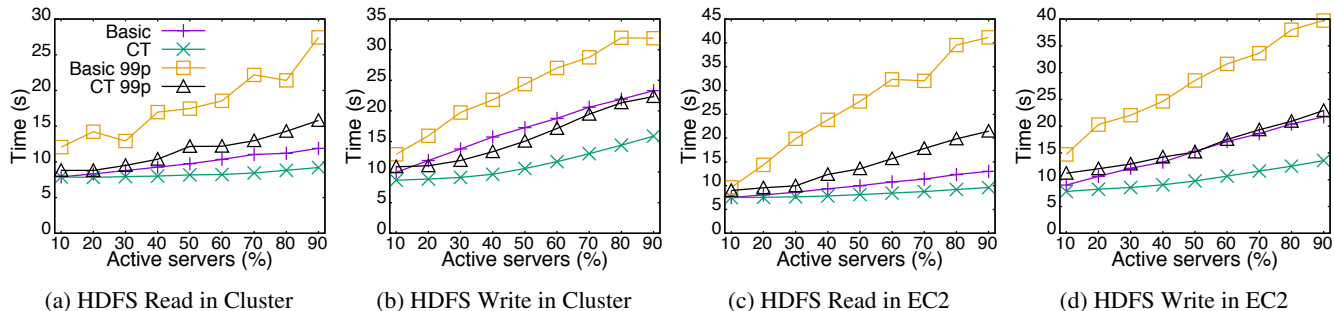 30
25
20
15
10
5
0
Time (s)
Basic
CT
Basic 99p
CT 99p
10 20 30 40 50 60 70 80 90
Active servers (%)
(a) HDFS Read in Cluster
35
30
25
20
15
10
5
0
Time (s)
10 20 30 40 50 60 70 80 90
Active servers (%)
(b) HDFS Write in Cluster
45
40
35
30
25
20
15
10
5
0
Time (s)
10 20 30 40 50 60 70 80 90
Active servers (%)
(c) HDFS Read in EC2
40
35
30
25
20
15
10
5
0
Time (s)
10 20 30 40 50 60 70 80 90
Active servers (%)
(d) HDFS Write in EC2